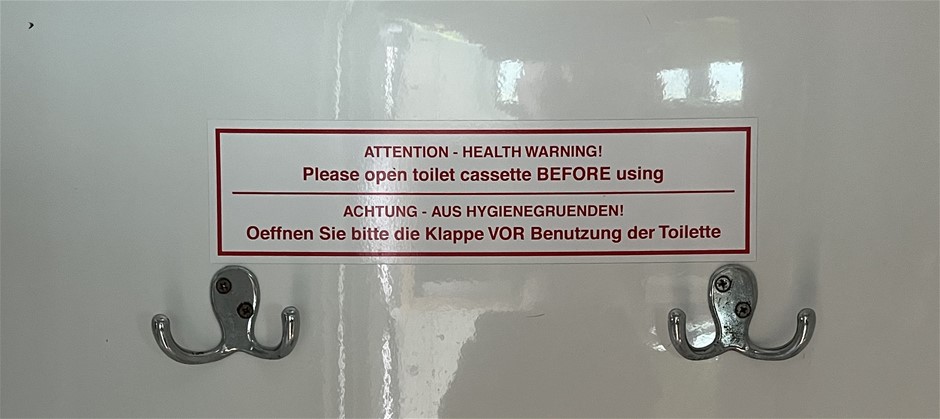 ATTENTION - HEALTH WARNING!
Please open toilet cassette BEFORE using
ACHTUNG - AUS HYGIENEGRUENDEN!
Oeffnen Sie bitte die Klappe VOR Benutzung der Toilette